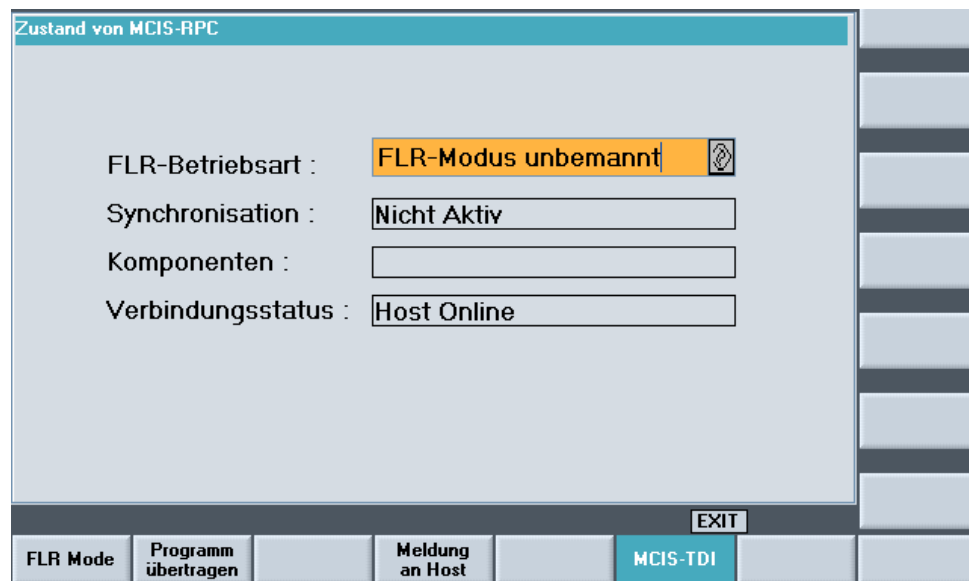 Zustand von MCIS-RPC
FLR-Betriebsart : FLR-Modus unbemannt
Synchronisation : Nicht Aktiv
Komponenten :
Verbindungsstatus : Host Online
EXIT
FLR Mode
Programm
übertragen
Meldung
an Host
MCIS-TDI